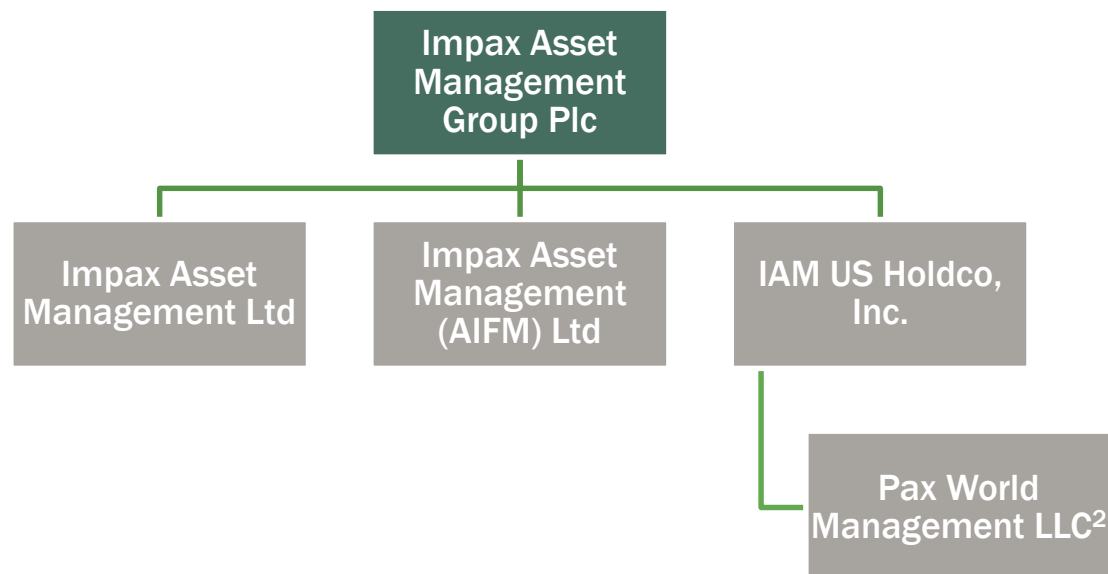 Impax Asset
Management
Group Plc
Impax Asset
Management Ltd
Impax Asset
Management
(AIFM) Ltd
IAM US Holdco,
Inc.
Pax World
Management LLC²